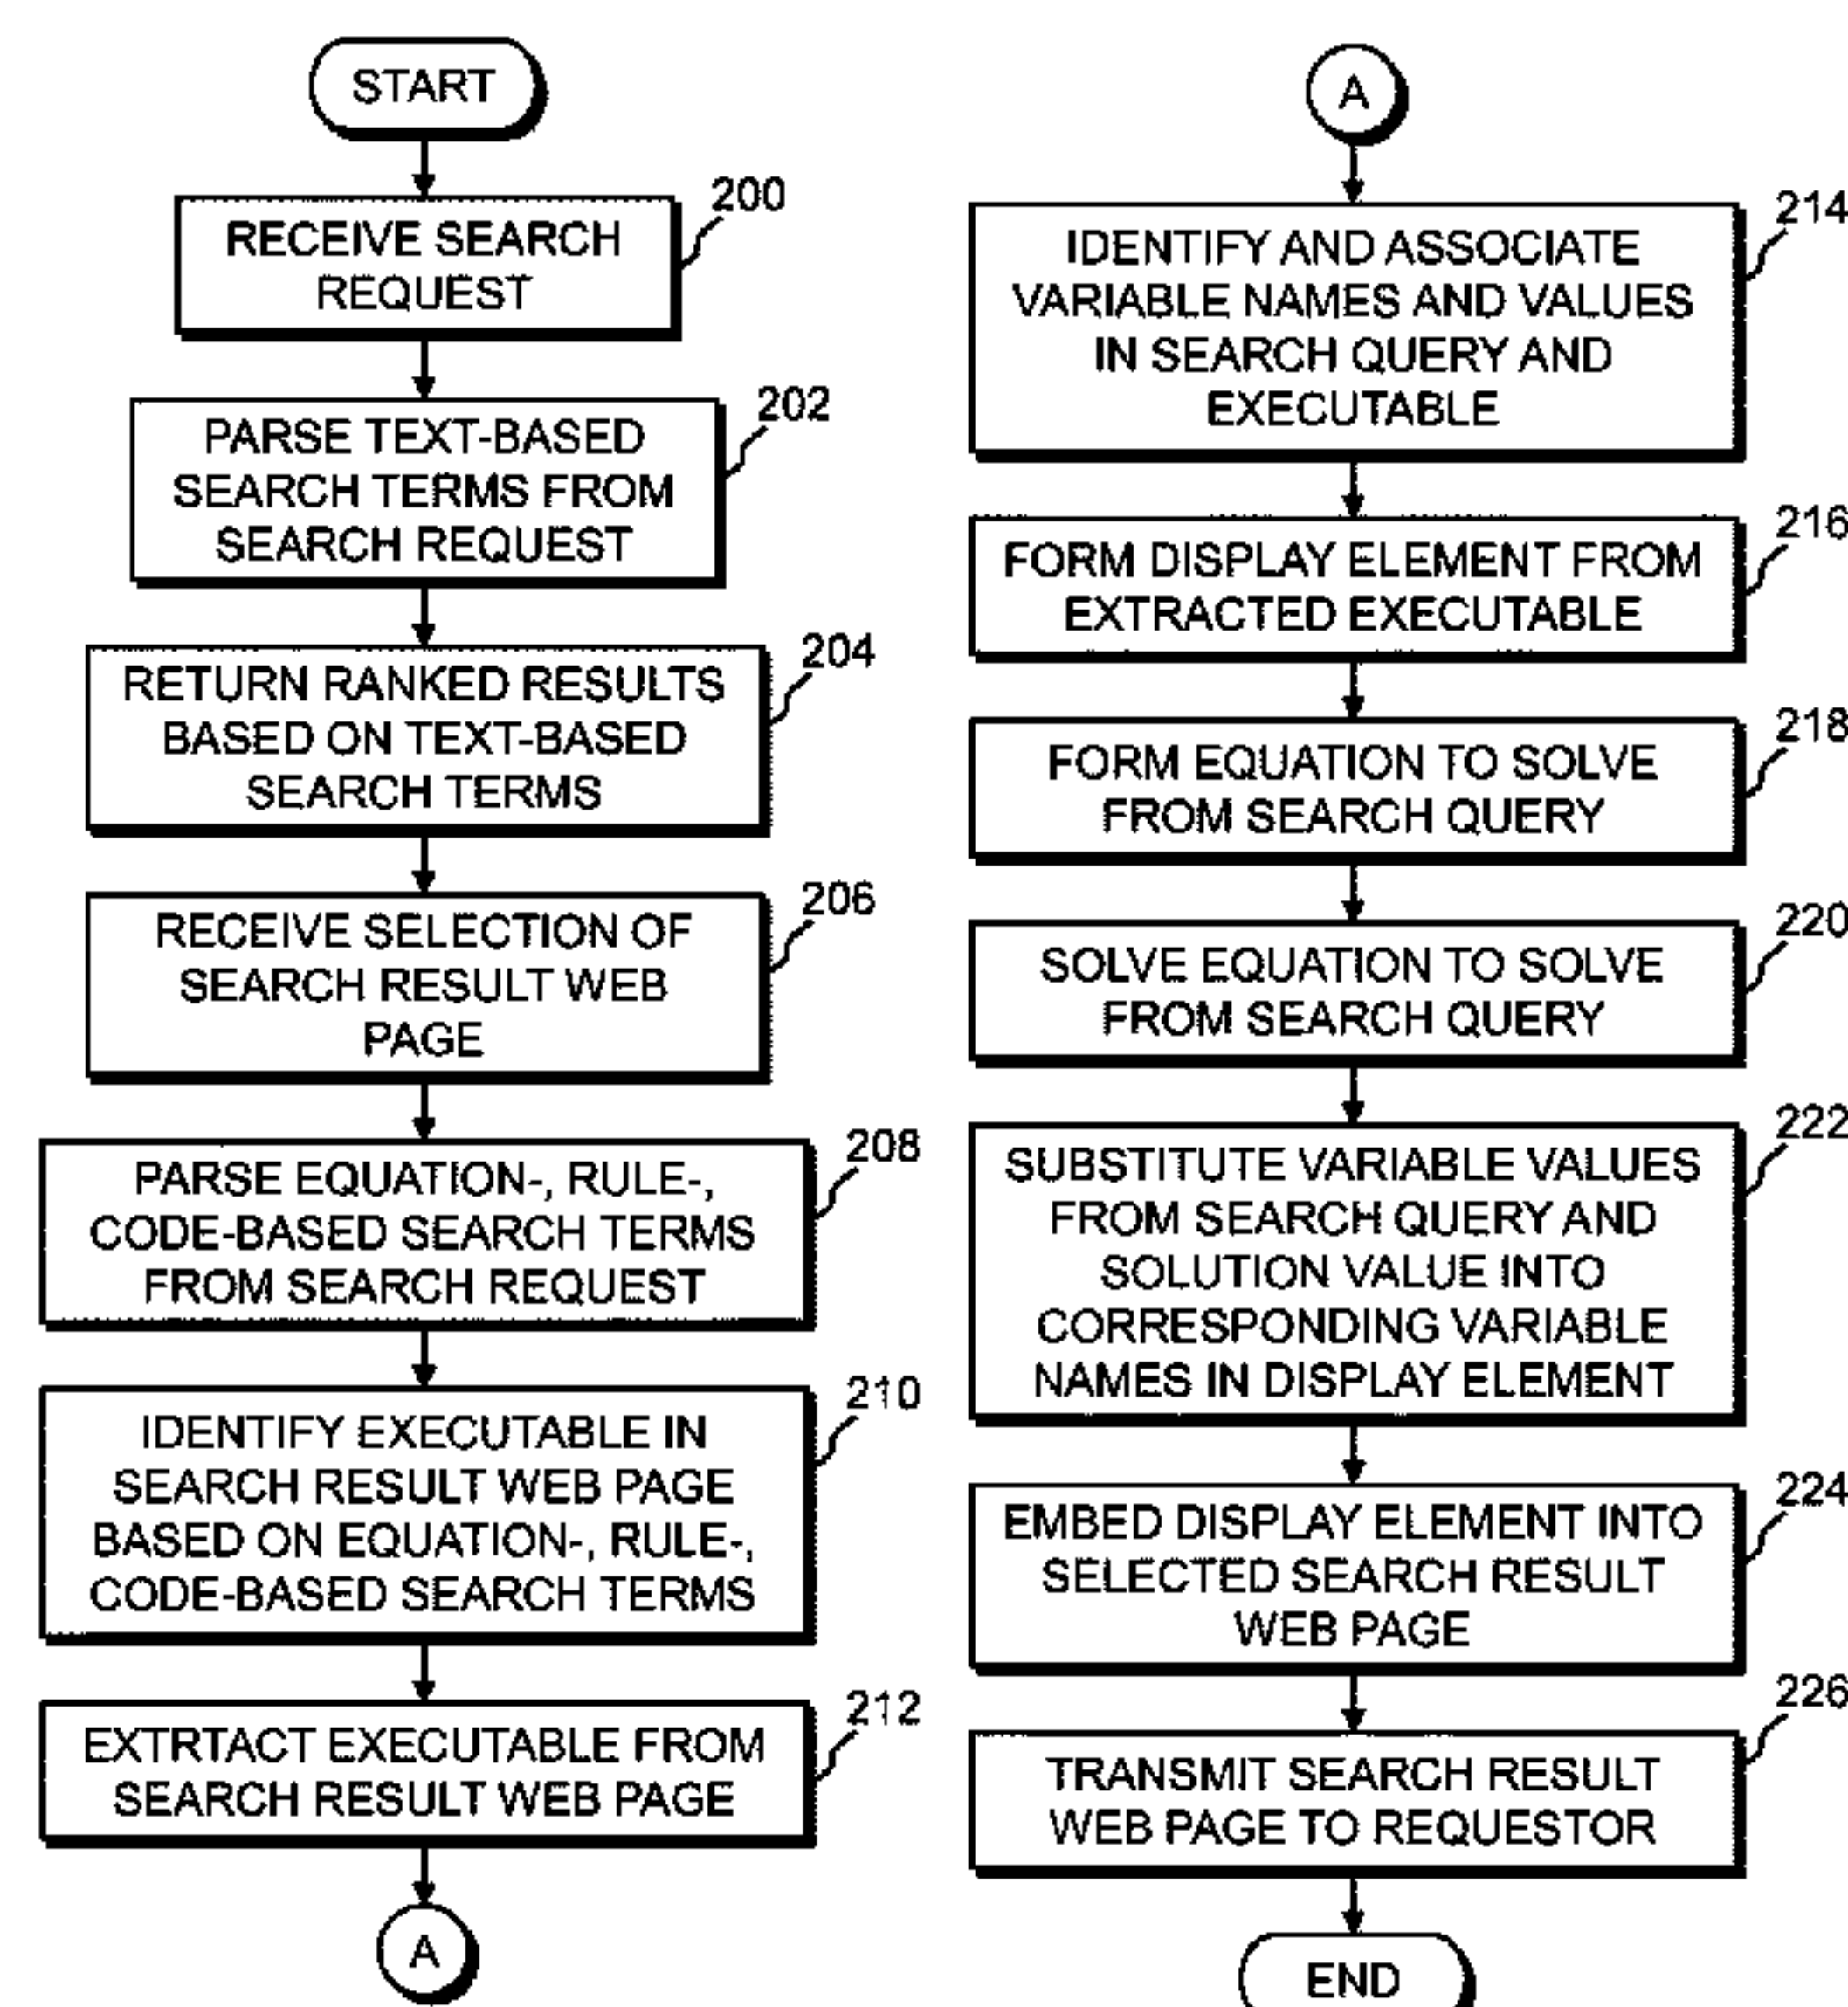 START
200
RECEIVE SEARCH
REQUEST
202
PARSE TEXT-BASED
SEARCH TERMS FROM
SEARCH REQUEST
204
RETURN RANKED RESULTS
BASED ON TEXT-BASED
SEARCH TERMS
206
RECEIVE SELECTION OF
SEARCH RESULT WEB
PAGE
208
PARSE EQUATION-, RULE-,
CODE-BASED SEARCH TERMS
FROM SEARCH REQUEST
210
IDENTIFY EXECUTABLE IN
SEARCH RESULT WEB PAGE
BASED ON EQUATION-, RULE-,
CODE-BASED SEARCH TERMS
212
EXTRTACT EXECUTABLE FROM
SEARCH RESULT WEB PAGE
A
A
214
IDENTIFY AND ASSOCIATE
VARIABLE NAMES AND VALUES
IN SEARCH QUERY AND
EXECUTABLE
216
FORM DISPLAY ELEMENT FROM
EXTRACTED EXECUTABLE
218
FORM EQUATION TO SOLVE
FROM SEARCH QUERY
220
SOLVE EQUATION TO SOLVE
FROM SEARCH QUERY
222
SUBSTITUTE VARIABLE VALUES
FROM SEARCH QUERY AND
SOLUTION VALUE INTO
CORRESPONDING VARIABLE
NAMES IN DISPLAY ELEMENT
224
EMBED DISPLAY ELEMENT INTO
SELECTED SEARCH RESULT
WEB PAGE
226
TRANSMIT SEARCH RESULT
WEB PAGE TO REQUESTOR
END